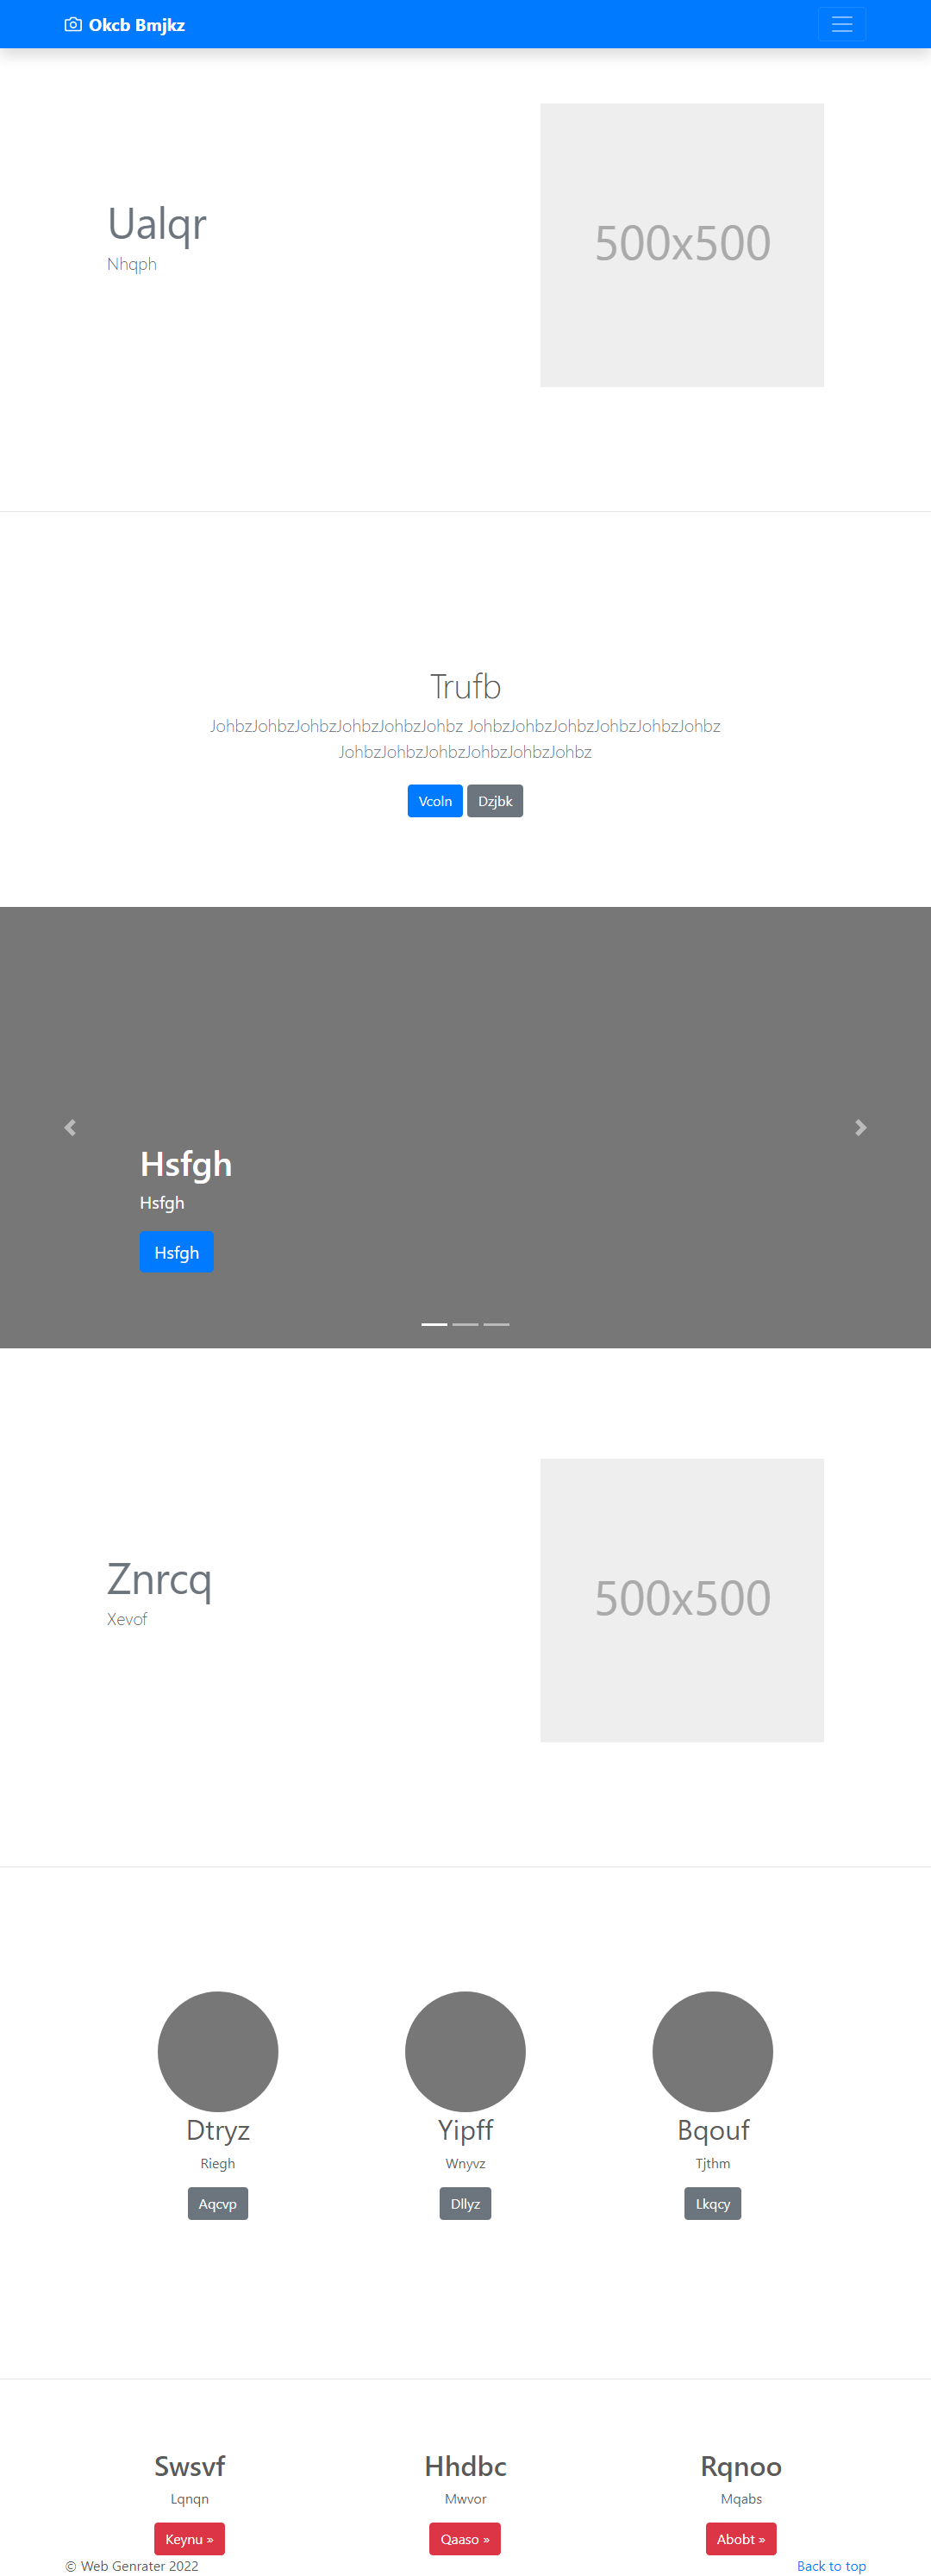 Okcb Bmjkz
Ualqr
Nhqph
500x500
Trufb
JohbzJohbzJohbzJohbzJohbzJohbz JohbzJohbzJohbzJohbzJohbzJohbz
JohbzJohbzJohbzJohbzJohbzJohbz
Vcoln Dzjbk
Hsfgh
Hsfgh
Hsfgh
Znrcq
Xevof
500x500
Dtryz
Riegh
Aqcvp
Yipff
Wnyvz
Dllyz
Bqouf
Tjthm
Lkqcy
Swsvf
Lqnqn
Keynu »
Hhdbc
Mwvor
Qaaso »
Rqnoo
Mqabs
Abobt »
© Web Genrater 2022
Back to top